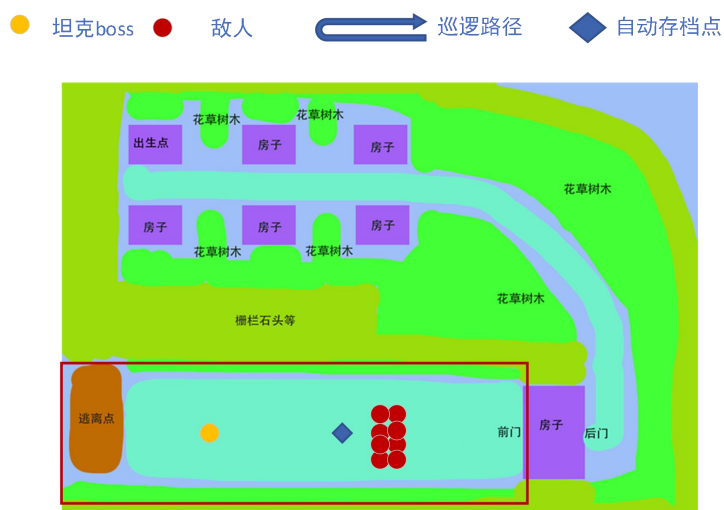 坦克boss 敌人 巡逻路径 自动存档点
花草树木 花草树木
出生点 房子 房子
花草树木
房子 房子 房子
花草树木 花草树木
花草树木
栅栏石头等
逃离点 前门 房子 后门